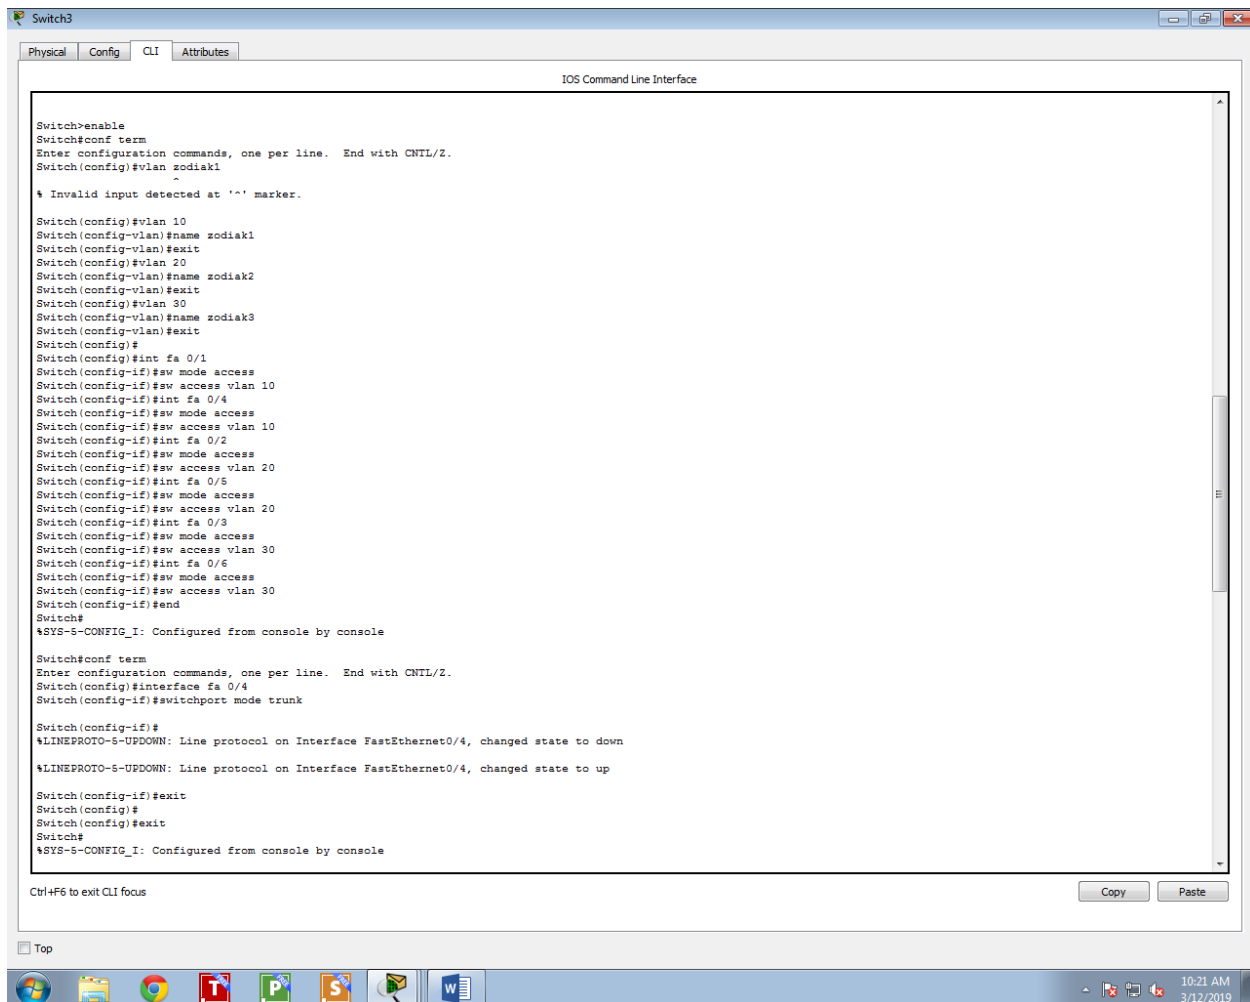 Switch3
Physical Config CLI Attributes
IOS Command Line Interface
Switch>enable
Switch#conf term
Enter configuration commands, one per line.  End with CNTL/Z.
Switch(config)#vlan zodiak1
^
% Invalid input detected at '^' marker.
Switch(config)#vlan 10
Switch(config-vlan)#name zodiak1
Switch(config-vlan)#exit
Switch(config)#vlan 20
Switch(config-vlan)#name zodiak2
Switch(config-vlan)#exit
Switch(config)#vlan 30
Switch(config-vlan)#name zodiak3
Switch(config-vlan)#exit
Switch(config)#
Switch(config)#int fa 0/1
Switch(config-if)#sw mode access
Switch(config-if)#sw access vlan 10
Switch(config-if)#int fa 0/4
Switch(config-if)#sw mode access
Switch(config-if)#sw access vlan 10
Switch(config-if)#int fa 0/2
Switch(config-if)#sw mode access
Switch(config-if)#sw access vlan 20
Switch(config-if)#int fa 0/5
Switch(config-if)#sw mode access
Switch(config-if)#sw access vlan 20
Switch(config-if)#int fa 0/3
Switch(config-if)#sw mode access
Switch(config-if)#sw access vlan 30
Switch(config-if)#int fa 0/6
Switch(config-if)#sw mode access
Switch(config-if)#sw access vlan 30
Switch(config-if)#end
Switch#
%SYS-5-CONFIG_I: Configured from console by console
Switch#conf term
Enter configuration commands, one per line.  End with CNTL/Z.
Switch(config)#interface fa 0/4
Switch(config-if)#switchport mode trunk
Switch(config-if)#
%LINEPROTO-5-UPDOWN: Line protocol on Interface FastEthernet0/4, changed state to down
%LINEPROTO-5-UPDOWN: Line protocol on Interface FastEthernet0/4, changed state to up
Switch(config-if)#exit
Switch(config)#
Switch(config)#exit
Switch#
%SYS-5-CONFIG_I: Configured from console by console
Ctrl+F6 to exit CLI focus
Copy Paste
Top
T P S W
10:21 AM
3/12/2019